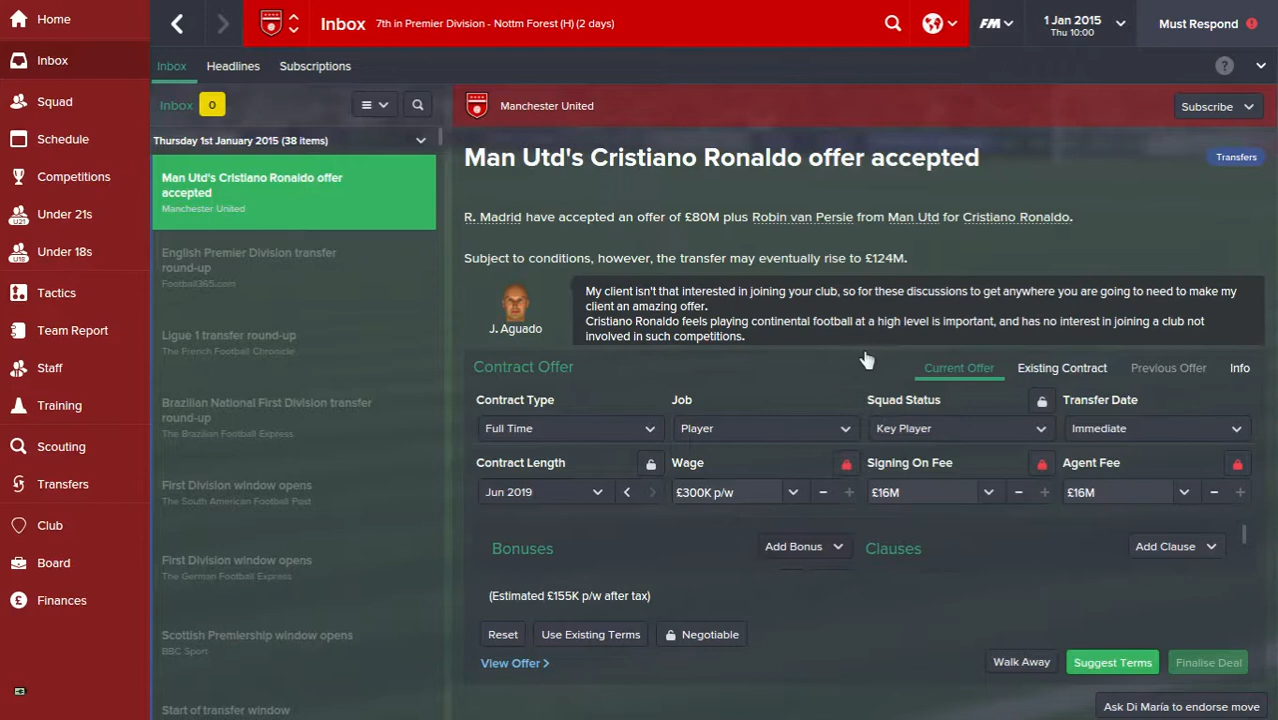 Home
Inbox
Squad
Schedule
Competitions
U21 Under 21s
U18 Under 18s
Tactics
Team Report
Staff
Training
Scouting
Transfers
Club
Board
£ Finances
Inbox 7th in Premier Division - Nottm Forest (H) (2 days)
FM
1 Jan 2015
Thu 10:00
Must Respond
Inbox Headlines Subscriptions
?
Inbox 0
Thursday 1st January 2015 (38 items)
Man Utd's Cristiano Ronaldo offer
accepted
Manchester United
English Premier Division transfer
round-up
Football365.com
Ligue 1 transfer round-up
The French Football Chronicle
Brazilian National First Division transfer
round-up
The Brazilian Football Express
First Division window opens
The South American Football Post
First Division window opens
The German Football Express
Scottish Premiership window opens
BBC Sport
Start of transfer window
Manchester United
Subscribe
Man Utd's Cristiano Ronaldo offer accepted
Transfers
R. Madrid have accepted an offer of £80M plus Robin van Persie from Man Utd for Cristiano Ronaldo.
Subject to conditions, however, the transfer may eventually rise to £124M.
J. Aguado
My client isn't that interested in joining your club, so for these discussions to get anywhere you are going to need to make my
client an amazing offer.
Cristiano Ronaldo feels playing continental football at a high level is important, and has no interest in joining a club not
involved in such competitions.
Contract Offer
Current Offer Existing Contract Previous Offer Info
Contract Type Job Squad Status Transfer Date
Full Time Player Key Player Immediate
Contract Length Wage Signing On Fee Agent Fee
Jun 2019 £300K p/w £16M £16M
Bonuses Add Bonus Clauses Add Clause
(Estimated £155K p/w after tax)
Reset Use Existing Terms Negotiable
View Offer >
Walk Away Suggest Terms Finalise Deal
Ask Di María to endorse move